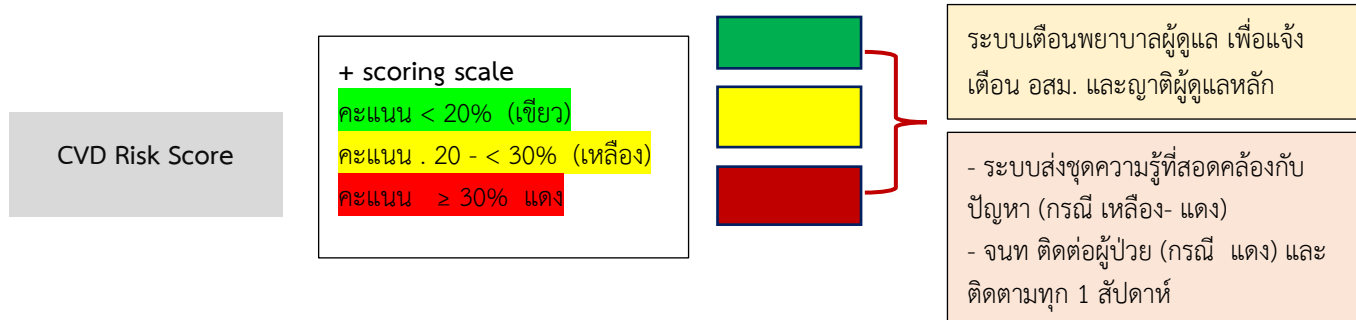 CVD Risk Score
+ scoring scale
คะแนน < 20% (เขียว)
คะแนน . 20 - < 30% (เหลือง)
คะแนน ≥ 30% แดง
ระบบเตือนพยาบาลผู้ดูแล เพื่อแจ้ง
เตือน อสม. และญาติผู้ดูแลหลัก
- ระบบส่งชุดความรู้ที่สอดคล้องกับ
ปัญหา (กรณี เหลือง- แดง)
- จนท ติดต่อผู้ป่วย (กรณี แดง) และ
ติดตามทุก 1 สัปดาห์